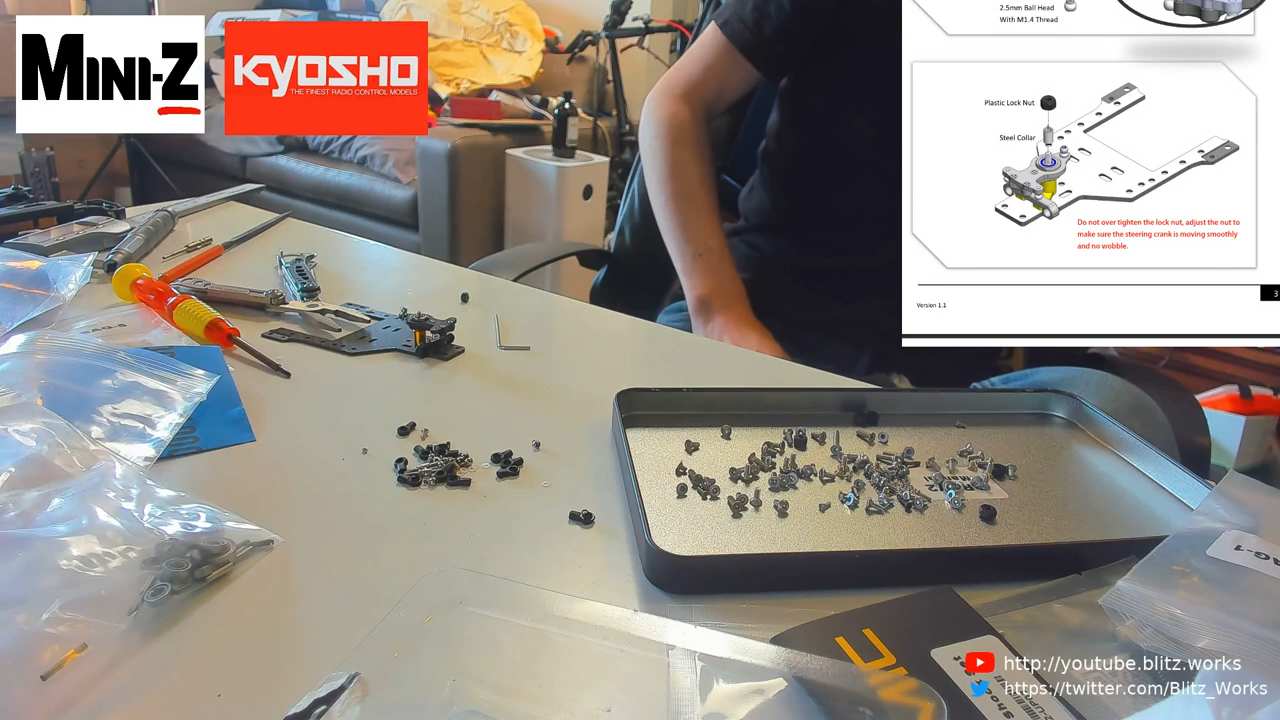 MINI-Z
KYOSHO
THE FINEST RADIO CONTROL MODELS
2.5mm Ball Head
With M1.4 Thread
Plastic Lock Nut
Steel Collar
Do not over tighten the lock nut, adjust the nut to
make sure the steering crank is moving smoothly
and no wobble.
3
Version 1.1
AG-1
http://youtube.blitz.works
https://twitter.com/Blitz_Works